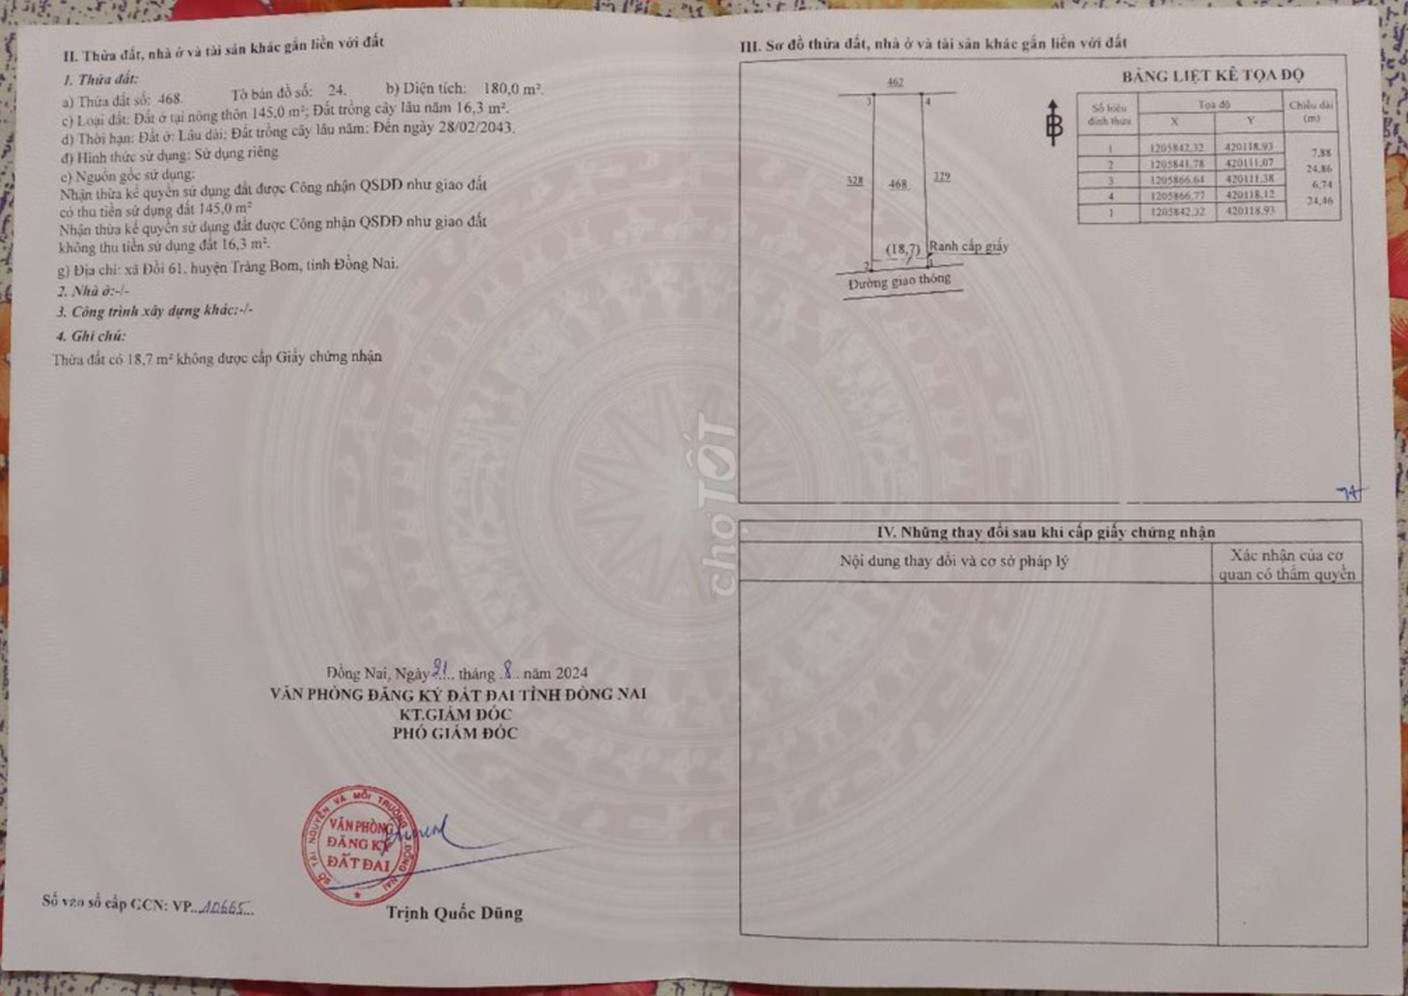 II. Thửa đất, nhà ở và tài sản khác gắn liền với đất
1. Thửa đất:
a) Thửa đất số: 468. Tờ bản đồ số: 24. b) Diện tích: 180,0 m².
c) Loại đất: Đất ở tại nông thôn 145,0 m²; Đất trồng cây lâu năm 16,3 m².
d) Thời hạn: Đất ở: Lâu dài; Đất trồng cây lâu năm: Đến ngày 28/02/2043.
đ) Hình thức sử dụng: Sử dụng riêng
e) Nguồn gốc sử dụng:
Nhận thừa kế quyền sử dụng đất được Công nhận QSDĐ như giao đất
có thu tiền sử dụng đất 145,0 m²
Nhận thừa kế quyền sử dụng đất được Công nhận QSDĐ như giao đất
không thu tiền sử dụng đất 16,3 m².
g) Địa chỉ: xã Đồi 61, huyện Trảng Bom, tỉnh Đồng Nai.
2. Nhà ở:-/-
3. Công trình xây dựng khác:-/-
4. Ghi chú:
Thửa đất có 18,7 m² không được cấp Giấy chứng nhận
Đồng Nai, Ngày 21 tháng 8 năm 2024
VĂN PHÒNG ĐĂNG KÝ ĐẤT ĐAI TỈNH ĐỒNG NAI
KT.GIÁM ĐỐC
PHÓ GIÁM ĐỐC
SỞ TÀI NGUYÊN VÀ MÔI TRƯỜNG
ĐỒNG NAI
VĂN PHÒNG
ĐĂNG KÝ
ĐẤT ĐAI
Trịnh Quốc Dũng
Số vào sổ cấp CCN: VP 10665
III. Sơ đồ thửa đất, nhà ở và tài sản khác gắn liền với đất
462
3 4
328 468 229
(18,7) Ranh cấp giấy
2 1
Đường giao thông
B
BẢNG LIỆT KÊ TỌA ĐỘ
Số hiệu đỉnh thửa Tọa độ Chiều dài (m)
X Y
1 1205842,32 420118,93
7,88
2 1205841,78 420111,07
24,86
3 1205866,64 420111,38
6,74
4 1205866,77 420118,12
24,46
1 1205842,32 420118,93
IV. Những thay đổi sau khi cấp giấy chứng nhận
Nội dung thay đổi và cơ sở pháp lý
Xác nhận của cơ
quan có thẩm quyền
chợTỐT